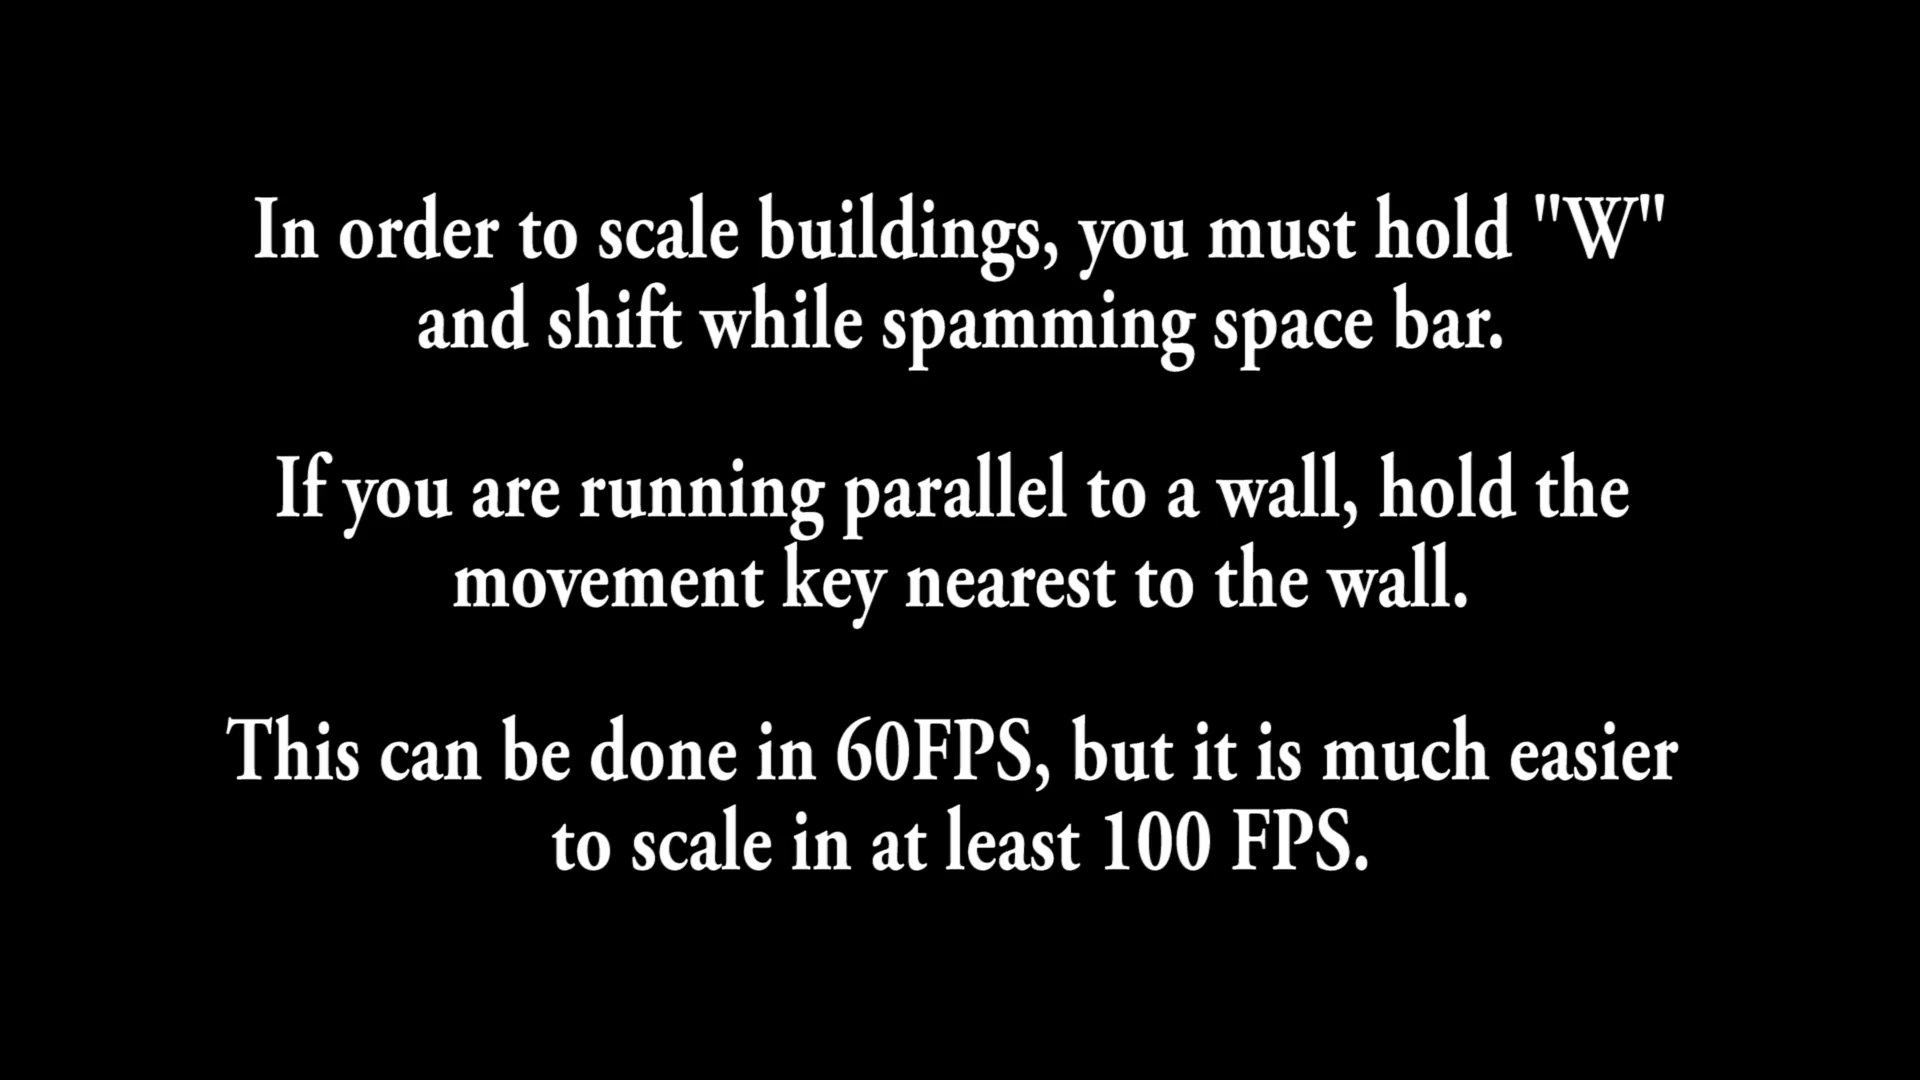 In order to scale buildings, you must hold "W"
and shift while spamming space bar.
If you are running parallel to a wall, hold the
movement key nearest to the wall.
This can be done in 60FPS, but it is much easier
to scale in at least 100 FPS.